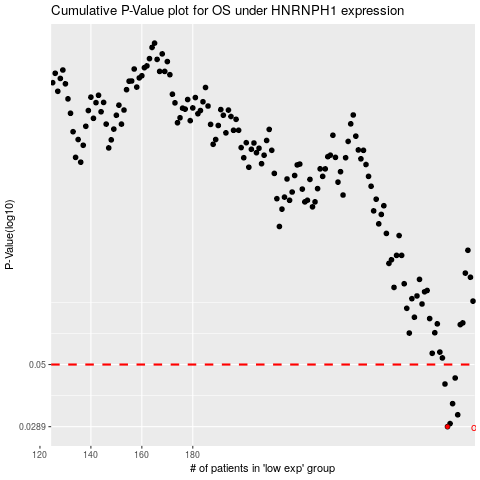 Cumulative P-Value plot for OS under HNRNPH1 expression
P-Value(log10)
0.05
0.0289
120 140 160 180
# of patients in 'low exp' group